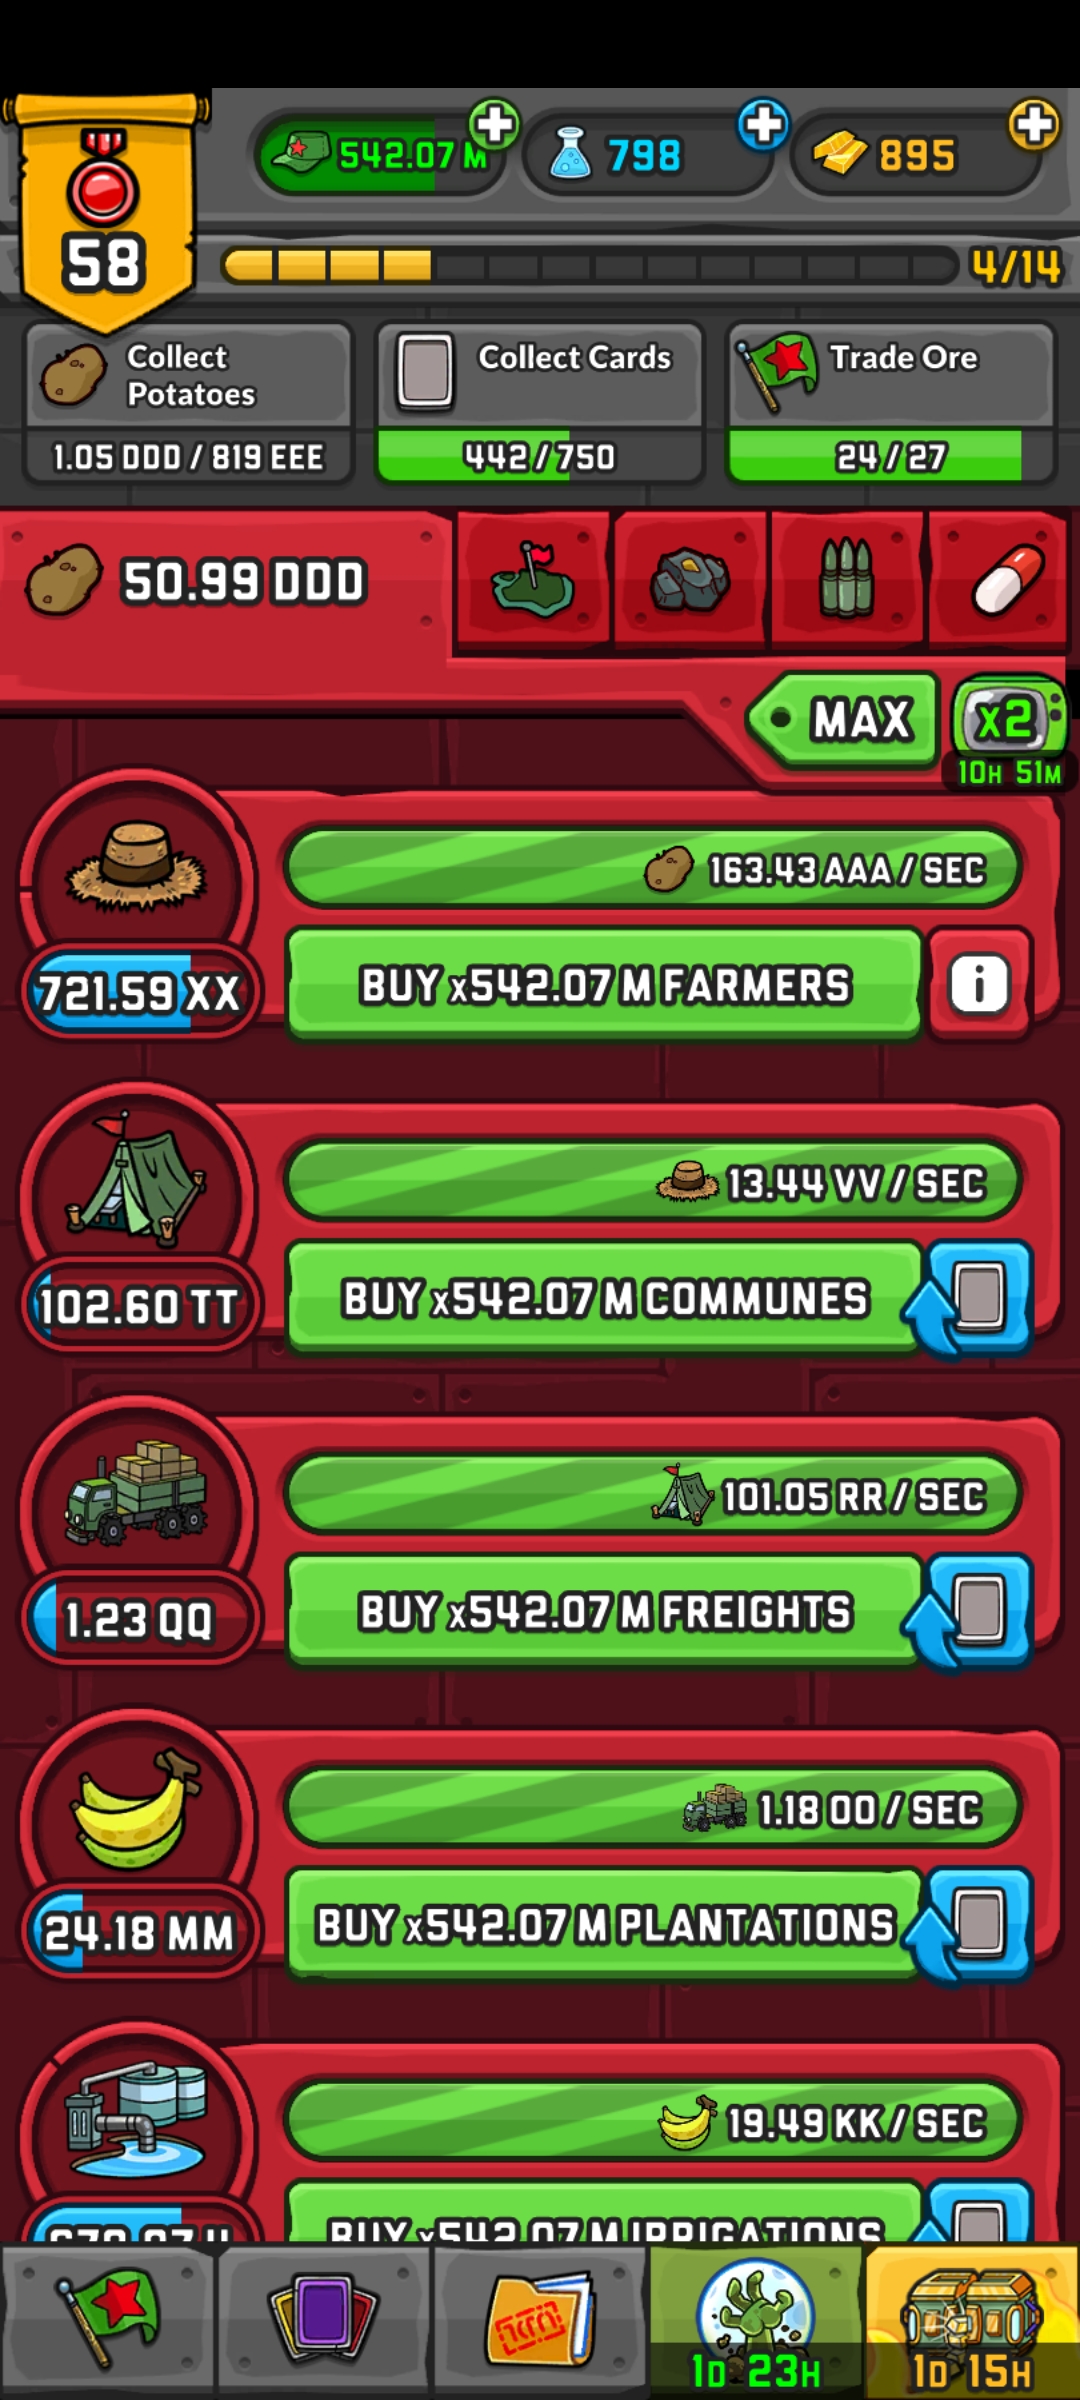 58
542.07 M
798
895
4/14
Collect
Potatoes
1.05 DDD / 819 EEE
Collect Cards
442/750
Trade Ore
24/27
50.99 DDD
MAX
x2
10H 51M
163.43 AAA / SEC
721.59 XX
BUY x542.07 M FARMERS
i
13.44 VV / SEC
102.60 TT
BUY x542.07 M COMMUNES
101.05 RR / SEC
1.23 QQ
BUY x542.07 M FREIGHTS
1.18 OO / SEC
24.18 MM
BUY x542.07 M PLANTATIONS
19.49 KK / SEC
BUY x542.07 M IRRIGATIONS
1D 23H
1D 15H